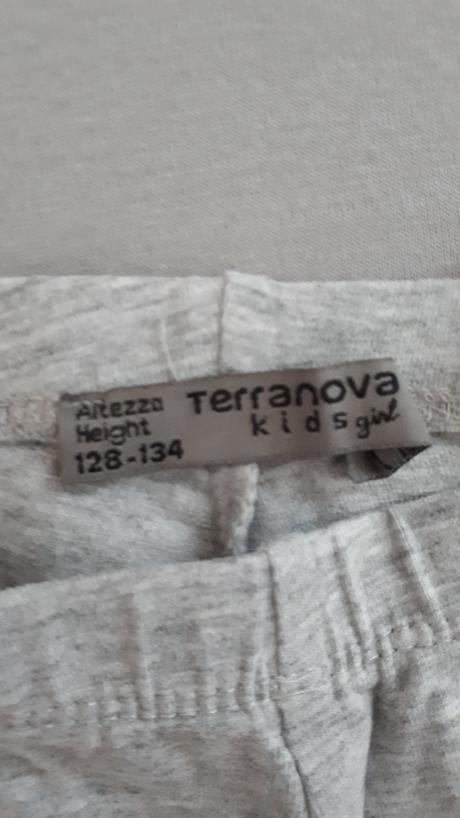 Altezza
Height
128-134
Terranova
kids girl